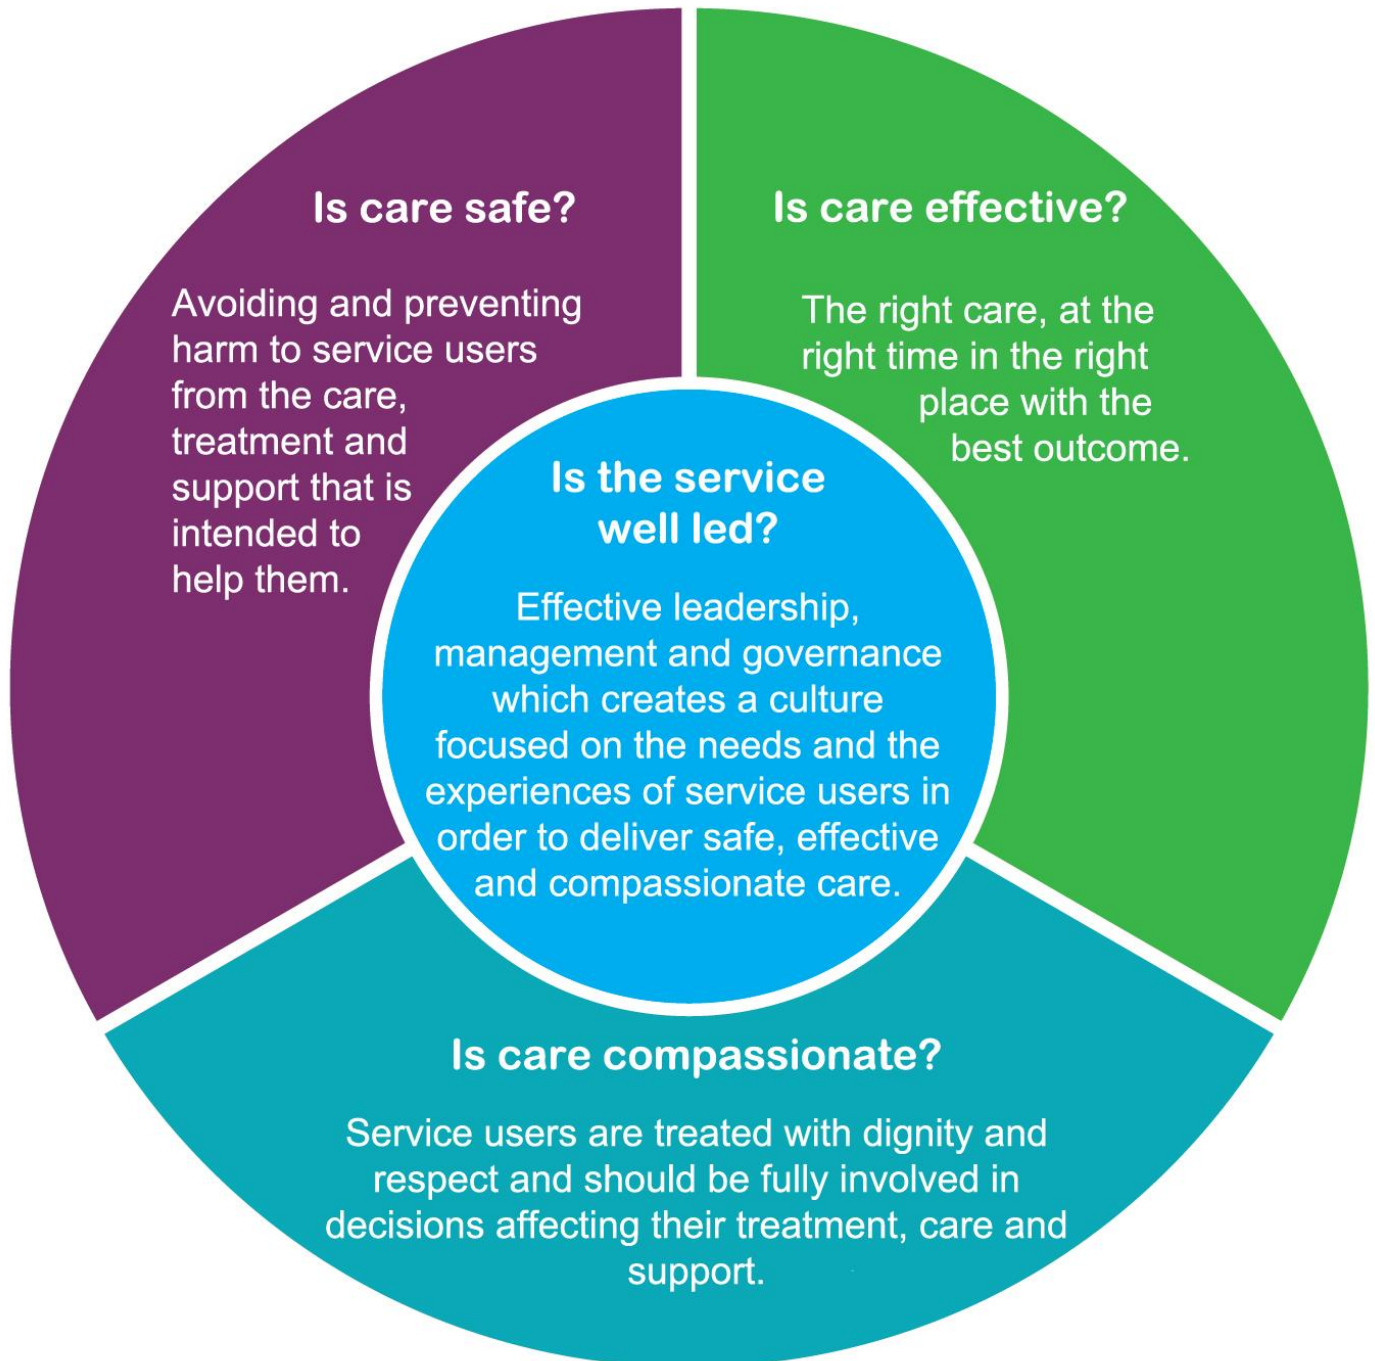 Is care safe?
Avoiding and preventing
harm to service users
from the care,
treatment and
support that is
intended to
help them.
Is care effective?
The right care, at the
right time in the right
place with the
best outcome.
Is the service
well led?
Effective leadership,
management and governance
which creates a culture
focused on the needs and the
experiences of service users in
order to deliver safe, effective
and compassionate care.
Is care compassionate?
Service users are treated with dignity and
respect and should be fully involved in
decisions affecting their treatment, care and
support.